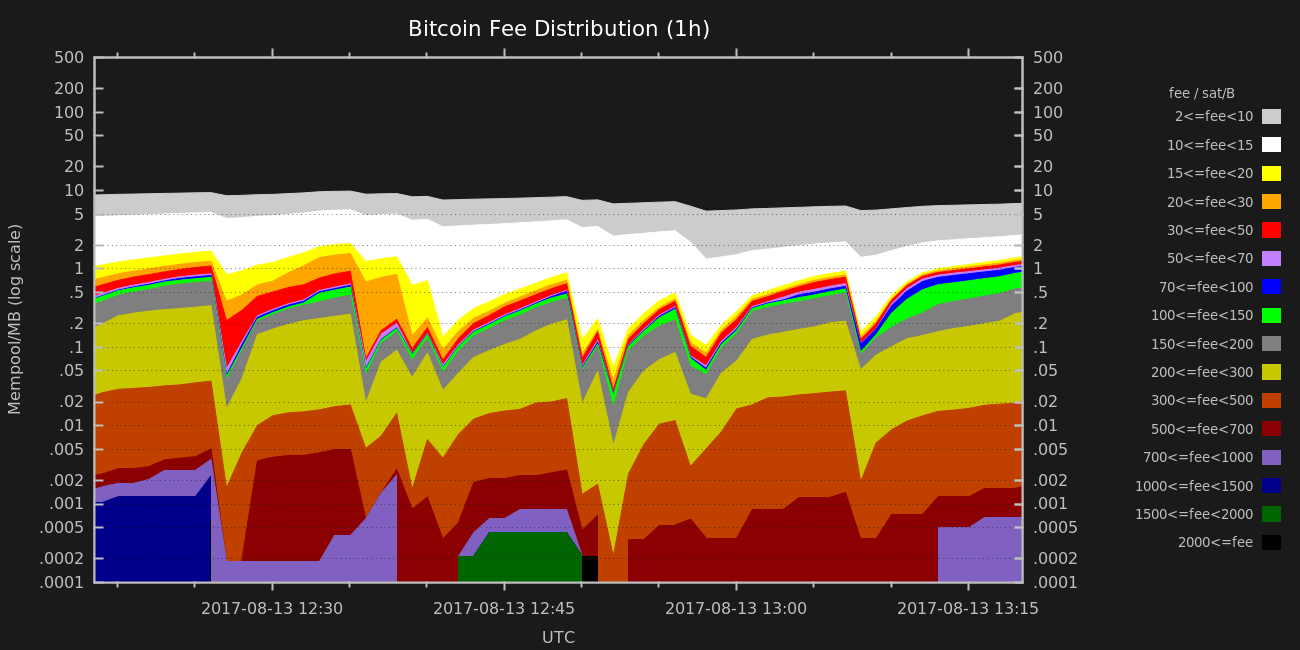 Bitcoin Fee Distribution (1h)
500
200
100
50
20
10
5
2
1
.5
.2
.1
.05
.02
.01
.005
.002
.001
.0005
.0002
.0001
Mempool/MB (log scale)
500
200
100
50
20
10
5
2
1
.5
.2
.1
.05
.02
.01
.005
.002
.001
.0005
.0002
.0001
2017-08-13 12:30 2017-08-13 12:45 2017-08-13 13:00 2017-08-13 13:15
UTC
fee / sat/B
2<=fee<10
10<=fee<15
15<=fee<20
20<=fee<30
30<=fee<50
50<=fee<70
70<=fee<100
100<=fee<150
150<=fee<200
200<=fee<300
300<=fee<500
500<=fee<700
700<=fee<1000
1000<=fee<1500
1500<=fee<2000
2000<=fee